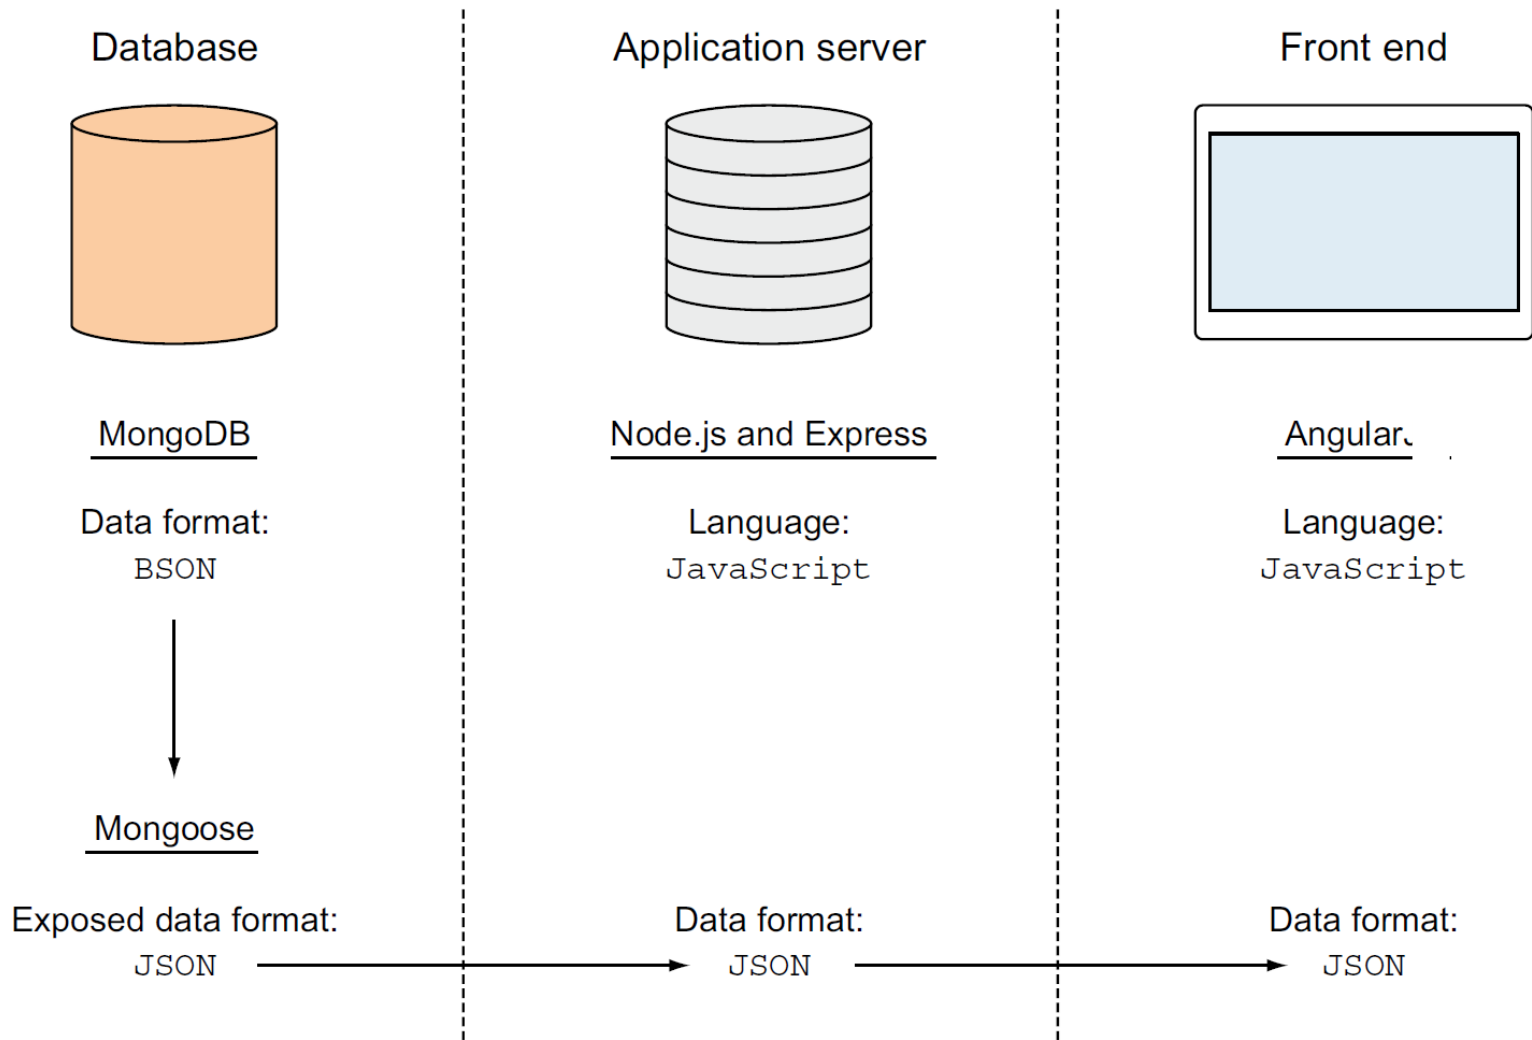 Database
Application server
Front end
MongoDB
Node.js and Express
Angular
Data format:
BSON
Language:
JavaScript
Language:
JavaScript
Mongoose
Exposed data format:
JSON
Data format:
JSON
Data format:
JSON